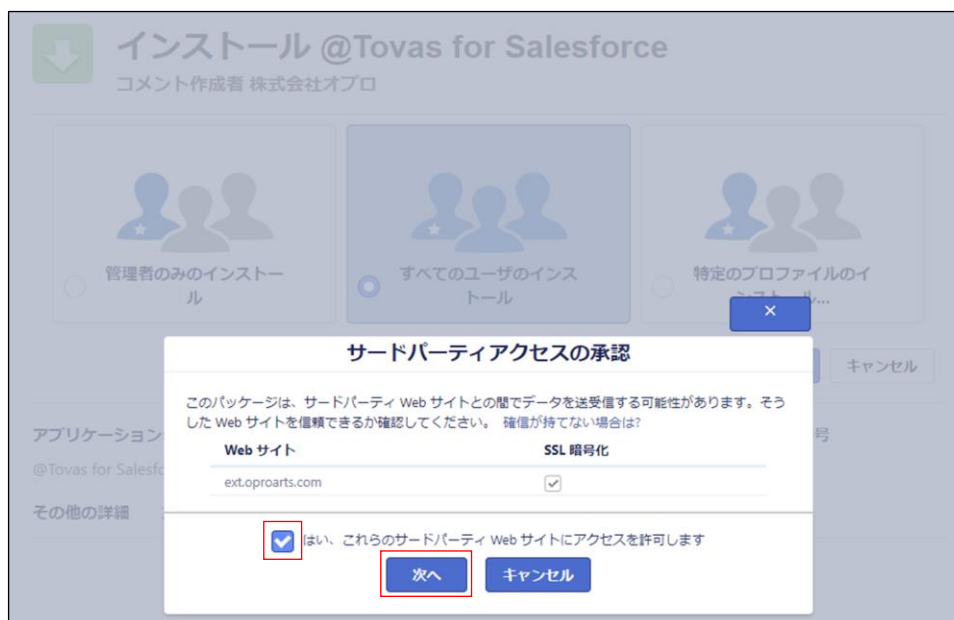 インストール @Tovas for Salesforce
コメント作成者 株式会社オプロ
管理者のみのインストー
ル
すべてのユーザのインス
トール
特定のプロファイルのイ
×
サードパーティアクセスの承認
キャンセル
このパッケージは、サードパーティ Web サイトとの間でデータを送受信する可能性があります。そう
した Web サイトを信頼できるか確認してください。 確信が持てない場合は?
アプリケーション
号
Web サイト
SSL 暗号化
@Tovas for Salesfo
ext.oproarts.com
その他の詳細
はい、これらのサードパーティ Web サイトにアクセスを許可します
次へ
キャンセル